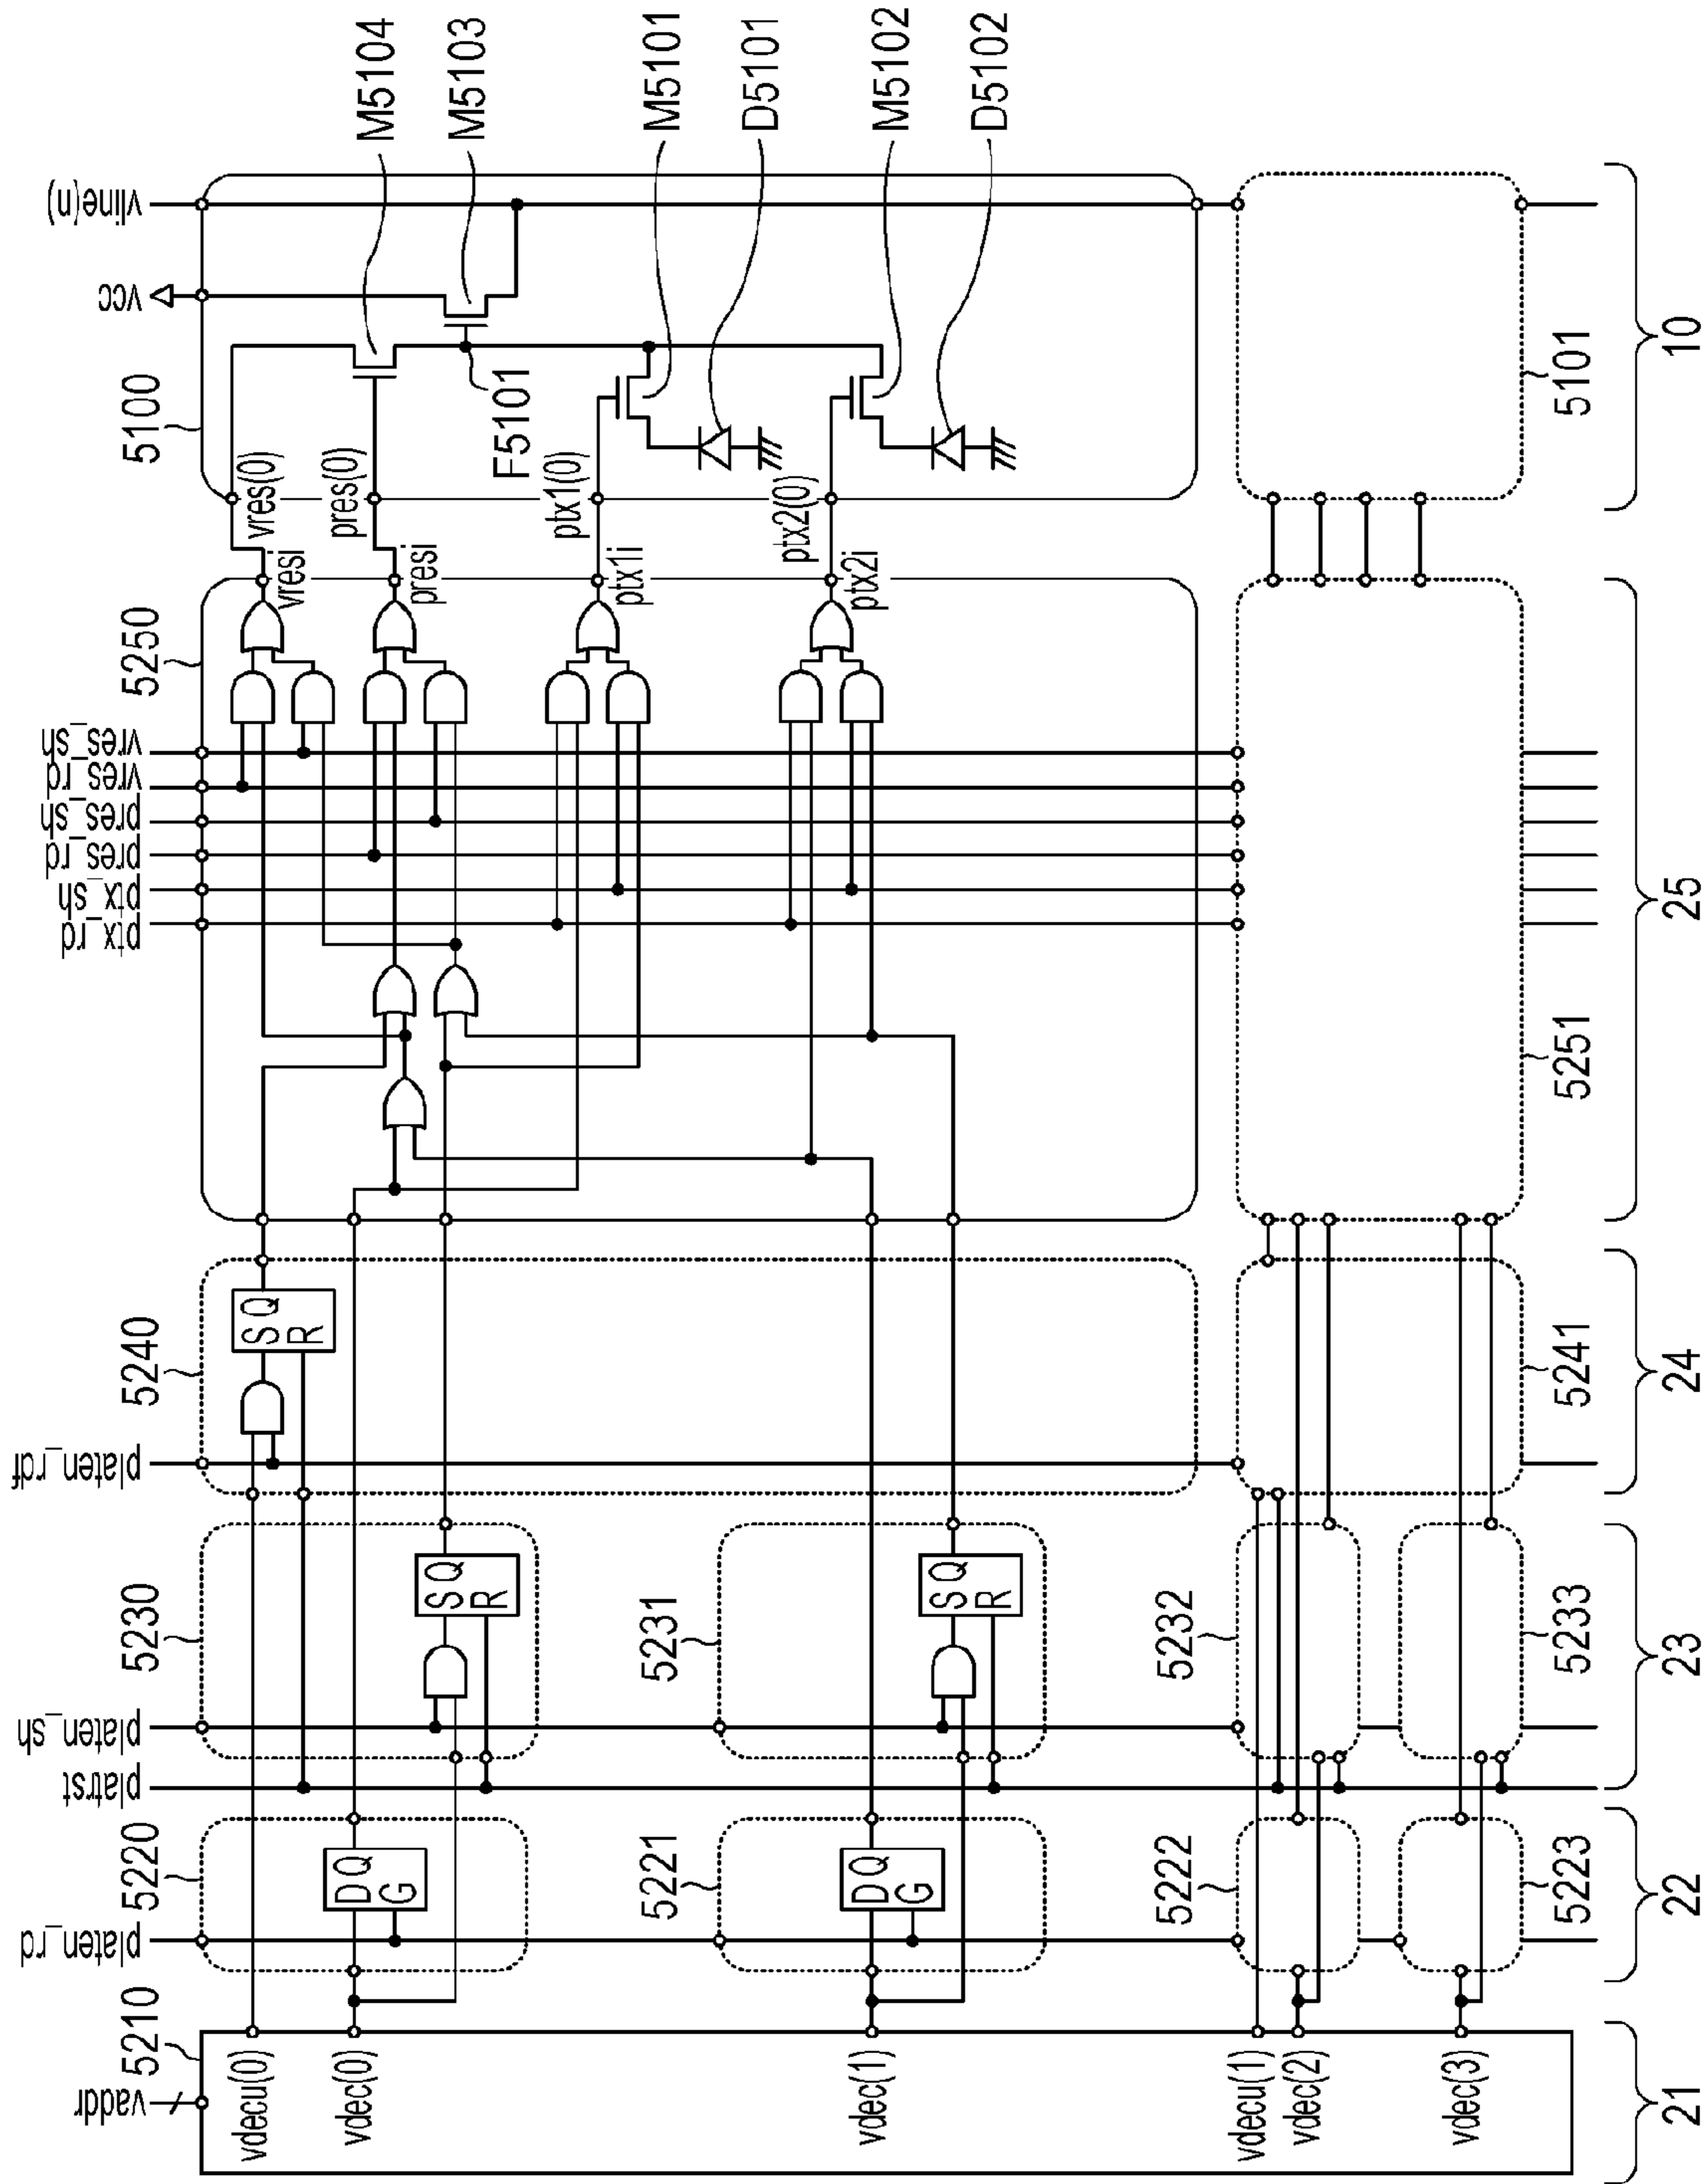 vaddr
5210
vdecu(0)
vdec(0)
vdec(1)
vdecu(1)
vdec(2)
vdec(3)
21
platen_rd
5220
D Q
G
5221
D Q
G
5222
5223
22
platrst
platen_sh
5230
S Q
R
5231
S Q
R
5232
5233
23
platen_rdf
5240
S Q
R
5241
24
ptx_rd
ptx_sh
pres_rd
pres_sh
vres_rd
vres_sh
5250
vresi
presi
ptx1i
ptx2i
5251
25
5100
vres(0)
pres(0)
ptx1(0)
ptx2(0)
F5101
vcc
vline(n)
M5104
M5103
M5101
D5101
M5102
D5102
5101
10